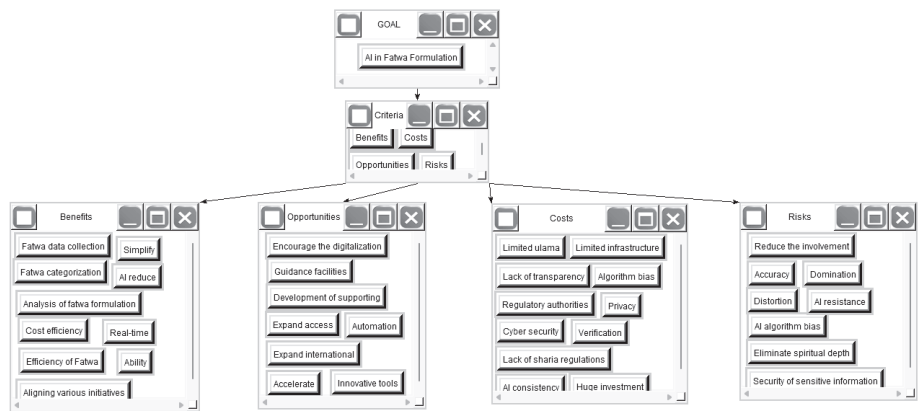 GOAL
AI in Fatwa Formulation
Criteria
Benefits Costs
Opportunities Risks
Benefits
Fatwa data collection Simplify
Fatwa categorization AI reduce
Analysis of fatwa formulation
Cost efficiency Real-time
Efficiency of Fatwa Ability
Aligning various initiatives
Opportunities
Encourage the digitalization
Guidance facilities
Development of supporting
Expand access Automation
Expand international
Accelerate Innovative tools
Costs
Limited ulama Limited infrastructure
Lack of transparency Algorithm bias
Regulatory authorities Privacy
Cyber security Verification
Lack of sharia regulations
AI consistency Huge investment
Risks
Reduce the involvement
Accuracy Domination
Distortion AI resistance
AI algorithm bias
Eliminate spiritual depth
Security of sensitive information